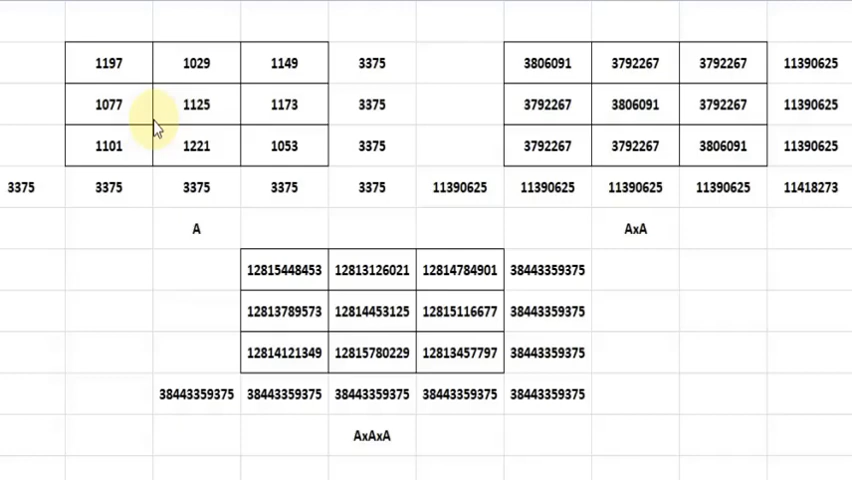 1197 1029 1149 3375 3806091 3792267 3792267 11390625
1077 1125 1173 3375 3792267 3806091 3792267 11390625
1101 1221 1053 3375 3792267 3792267 3806091 11390625
3375 3375 3375 3375 3375 11390625 11390625 11390625 11390625 11418273
A AxA
12815448453 12813126021 12814784901 38443359375
12813789573 12814453125 12815116677 38443359375
12814121349 12815780229 12813457797 38443359375
38443359375 38443359375 38443359375 38443359375 38443359375
AxAxA